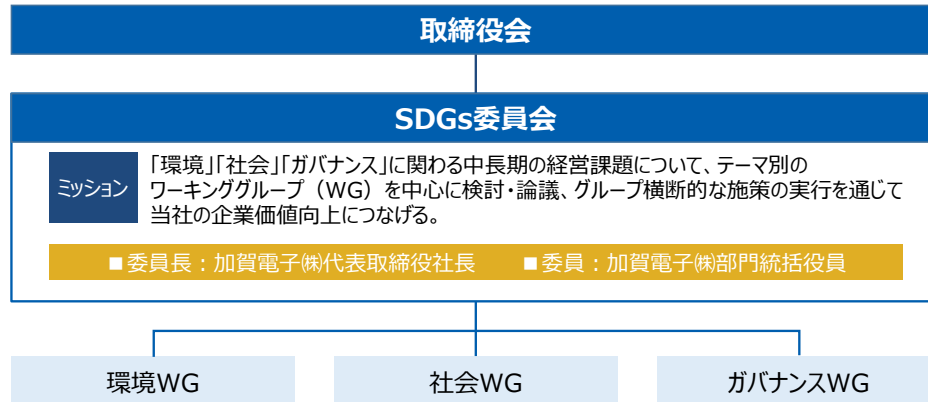 取締役会
SDGs委員会
ミッション
「環境」「社会」「ガバナンス」に関わる中長期の経営課題について、テーマ別の
ワーキンググループ（WG）を中心に検討・論議、グループ横断的な施策の実行を通じて
当社の企業価値向上につなげる。
■委員長：加賀電子㈱代表取締役社長　■委員：加賀電子㈱部門統括役員
環境WG
社会WG
ガバナンスWG